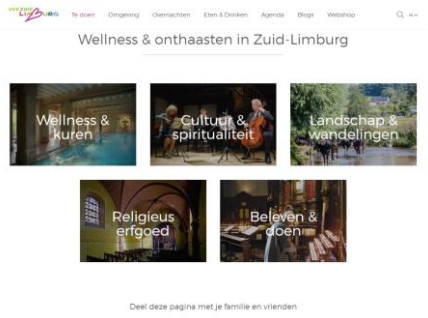 Te doen Omgeving Overnachten Eten & Drinken Agenda Blogs Webshop
Wellness & onthaasten in Zuid-Limburg
Wellness &
kuren
Cultuur &
spiritualiteit
Landschap &
wandelingen
Religieus
erfgoed
Beleven &
doen
Deel deze pagina met je familie en vrienden